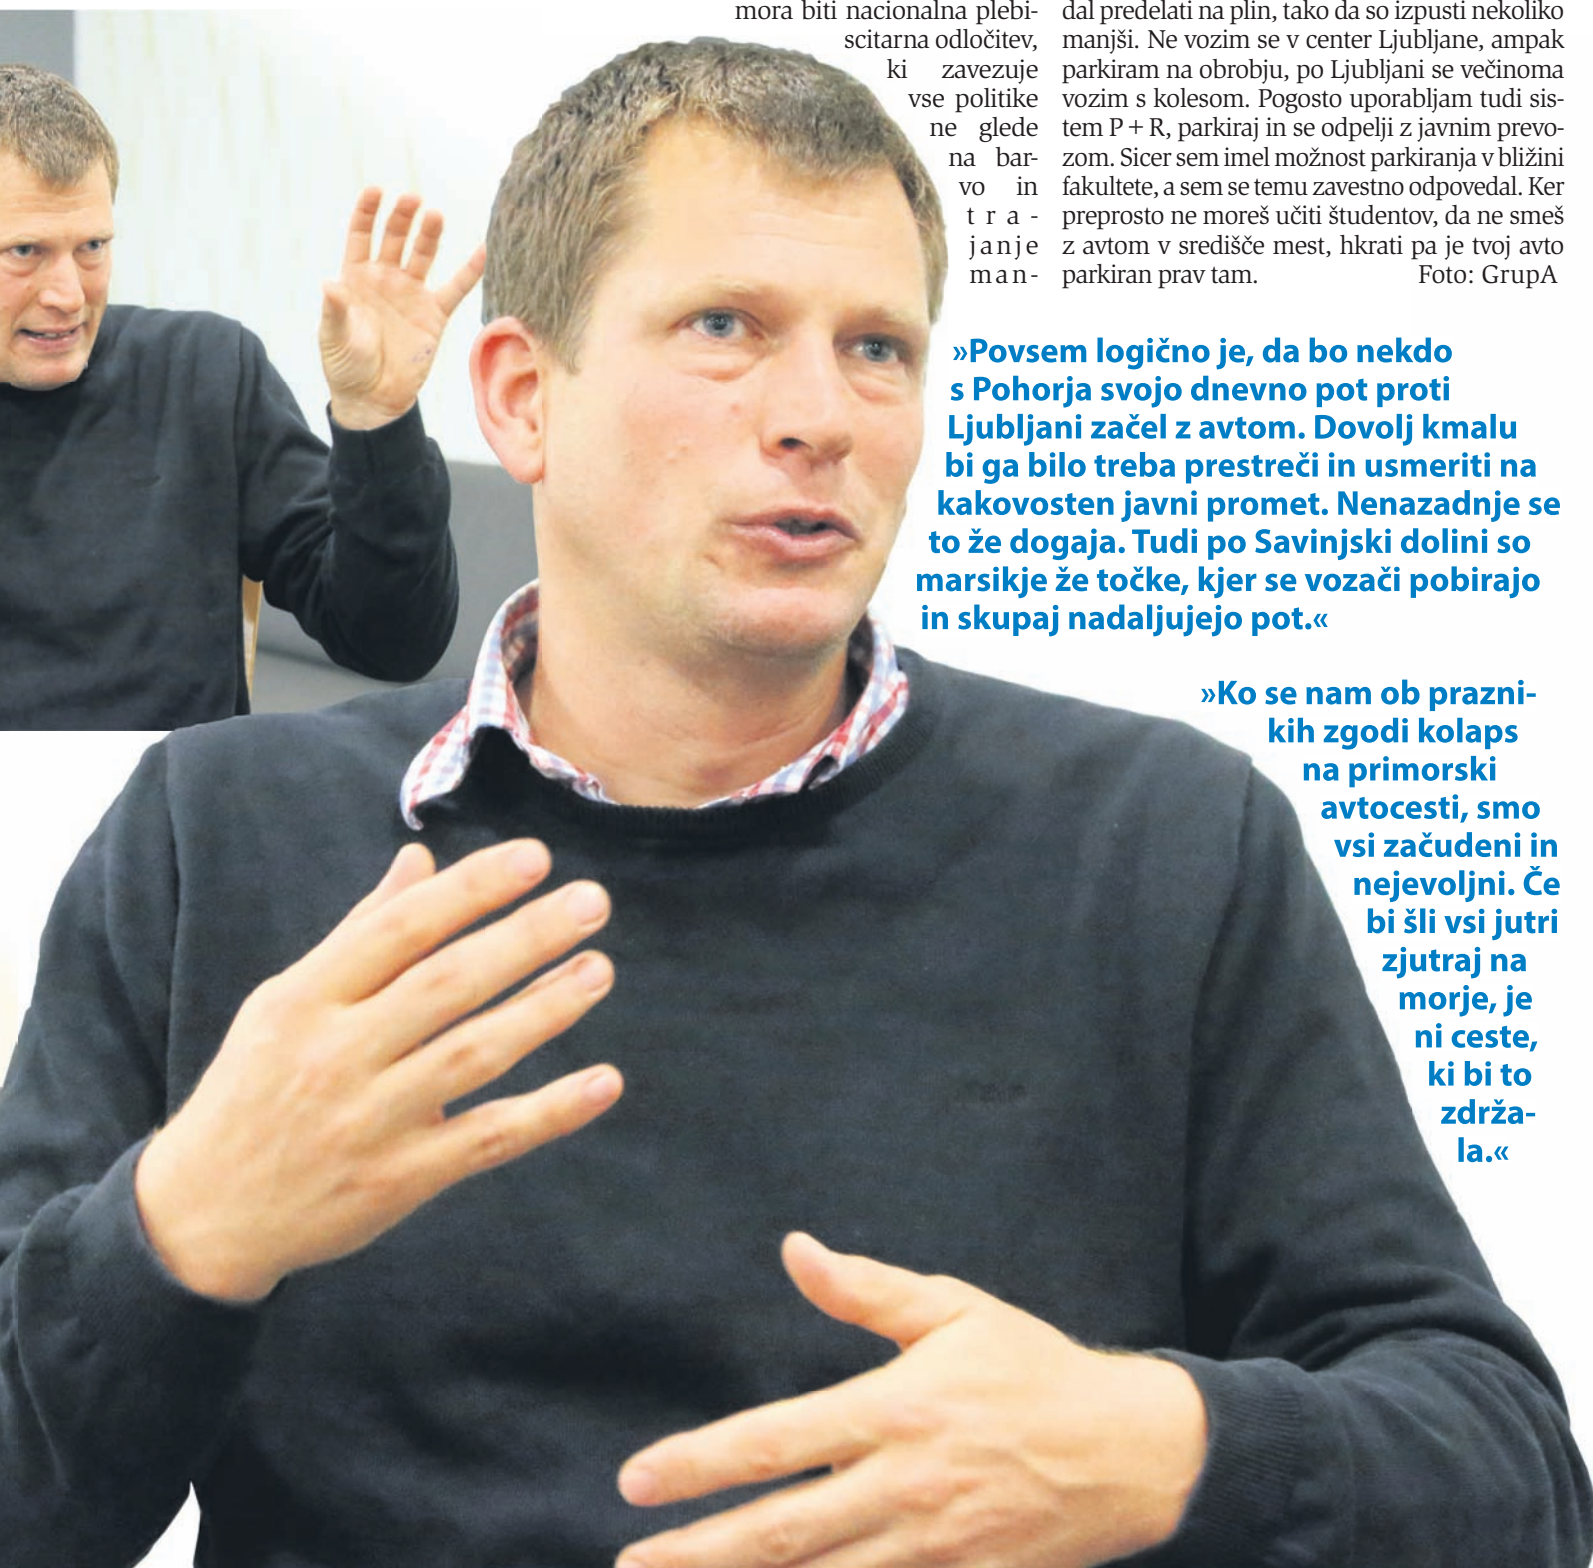 mora biti nacionalna plebi-
scitarna odločitev,
ki zavezuje
vse politike
ne glede
na bar-
vo in
tra-
janje
man-
dal predelati na plin, tako da so izpusti nekoliko
manjši. Ne vozim se v center Ljubljane, ampak
parkiram na obrobju, po Ljubljani se večinoma
vozim s kolesom. Pogosto uporabljam tudi sis-
tem P + R, parkiraj in se odpelji z javnim prevo-
zom. Sicer sem imel možnost parkiranja v bližini
fakultete, a sem se temu zavestno odpovedal. Ker
preprosto ne moreš učiti študentov, da ne smeš
z avtom v središče mest, hkrati pa je tvoj avto
parkiran prav tam.
Foto: GrupA
»Povsem logično je, da bo nekdo
s Pohorja svojo dnevno pot proti
Ljubljani začel z avtom. Dovolj kmalu
bi ga bilo treba prestreči in usmeriti na
kakovosten javni promet. Nenazadnje se
to že dogaja. Tudi po Savinjski dolini so
marsikje že točke, kjer se vozači pobirajo
in skupaj nadaljujejo pot.«
»Ko se nam ob prazni-
kih zgodi kolaps
na primorski
avtocesti, smo
vsi začudeni in
nejevoljni. Če
bi šli vsi jutri
zjutraj na
morje, je
ni ceste,
ki bi to
zdrža-
la.«